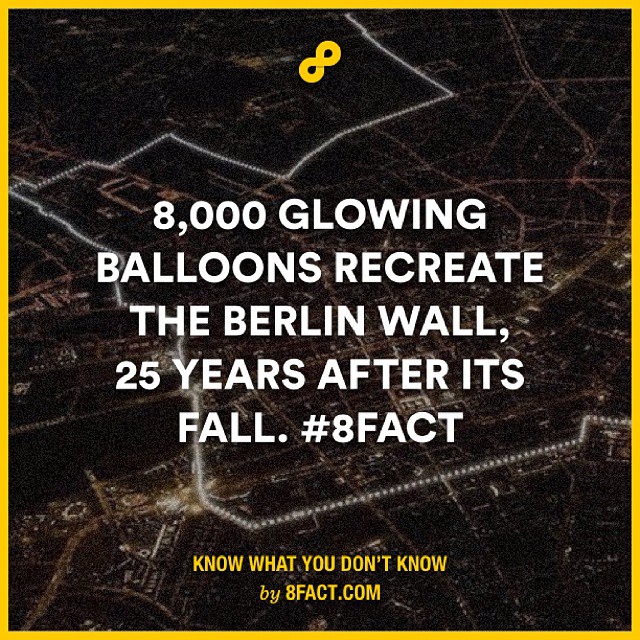 8,000 GLOWING
BALLOONS RECREATE
THE BERLIN WALL,
25 YEARS AFTER ITS
FALL. #8FACT
KNOW WHAT YOU DON'T KNOW
by 8FACT.COM